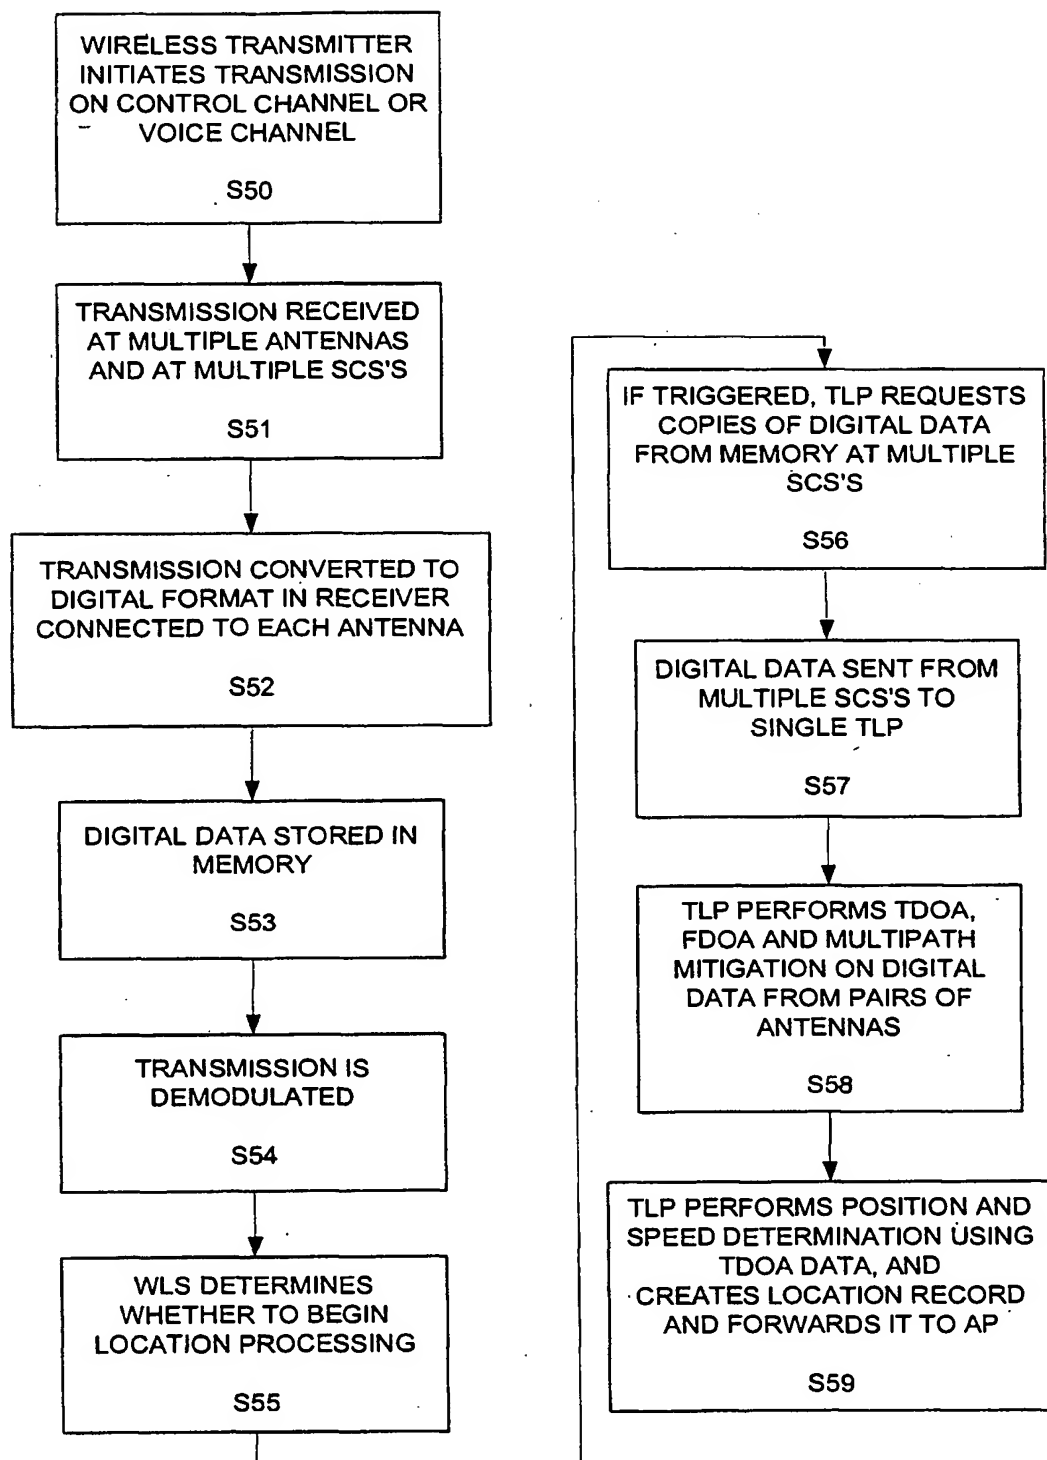 WIRELESS TRANSMITTER
INITIATES TRANSMISSION
ON CONTROL CHANNEL OR
VOICE CHANNEL
S50
TRANSMISSION RECEIVED
AT MULTIPLE ANTENNAS
AND AT MULTIPLE SCS'S
S51
TRANSMISSION CONVERTED TO
DIGITAL FORMAT IN RECEIVER
CONNECTED TO EACH ANTENNA
S52
DIGITAL DATA STORED IN
MEMORY
S53
TRANSMISSION IS
DEMODULATED
S54
WLS DETERMINES
WHETHER TO BEGIN
LOCATION PROCESSING
S55
IF TRIGGERED, TLP REQUESTS
COPIES OF DIGITAL DATA
FROM MEMORY AT MULTIPLE
SCS'S
S56
DIGITAL DATA SENT FROM
MULTIPLE SCS'S TO
SINGLE TLP
S57
TLP PERFORMS TDOA,
FDOA AND MULTIPATH
MITIGATION ON DIGITAL
DATA FROM PAIRS OF
ANTENNAS
S58
TLP PERFORMS POSITION AND
SPEED DETERMINATION USING
TDOA DATA, AND
CREATES LOCATION RECORD
AND FORWARDS IT TO AP
S59